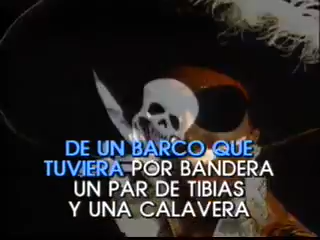 DE UN BARCO QUE
TUVIERA POR BANDERA
UN PAR DE TIBIAS
Y UNA CALAVERA